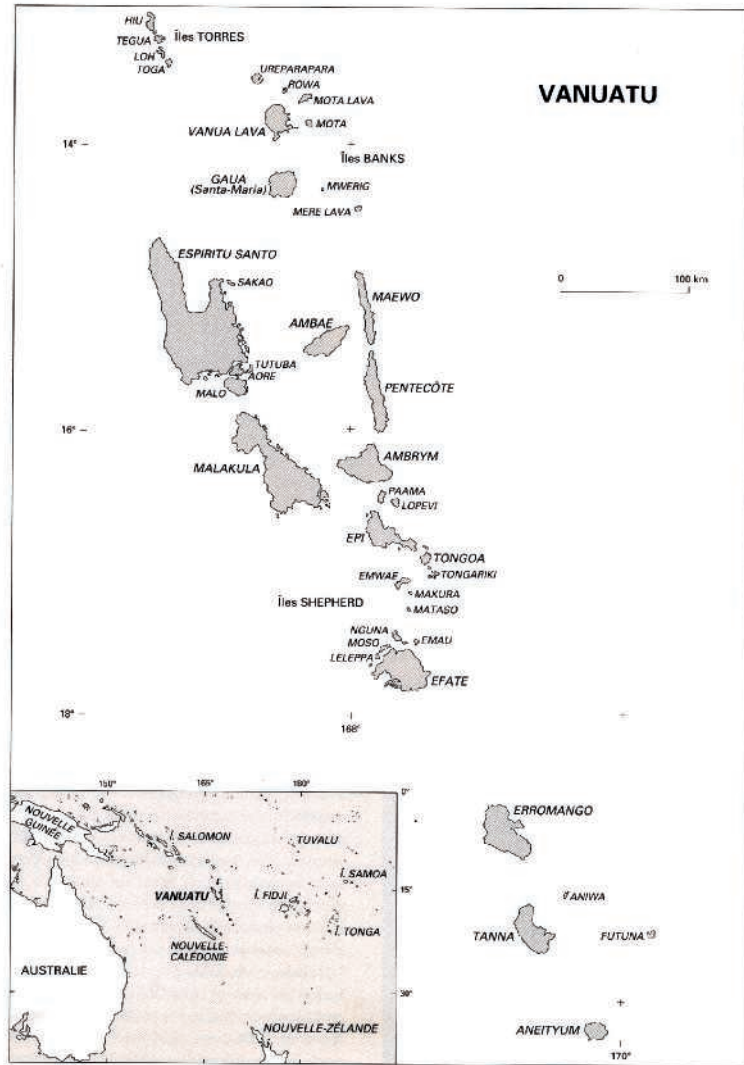 HIU
Îles TORRES
TEGUA
LOH
TOGA
UREPARAPARA
ROWA
MOTA LAVA
VANUATU
VANUA LAVA
MOTA
14°
Îles BANKS
GAUA
(Santa-Maria)
MWERIG
MERE LAVA
ESPIRITU SANTO
SAKAO
0 100 km
MAEWO
AMBAE
TUTUBA
AORE
MALO
PENTECÔTE
16°
AMBRYM
MALAKULA
PAAMA
LOPEVI
EPI
TONGOA
EMWAE
TONGARIKI
MAKURA
Îles SHEPHERD
MATASO
NGUNA
MOSO
EMAU
LELEPPA
EFATE
18°
168°
150° 165° 180°
0°
NOUVELLE
GUINÉE
Î. SALOMON
TUVALU
Î. SAMOA
VANUATU
Î. FIDJI
15°
Î. TONGA
NOUVELLE-
CALÉDONIE
AUSTRALIE
30°
NOUVELLE-ZÉLANDE
ERROMANGO
ANIWA
TANNA
FUTUNA
ANEITYUM
170°